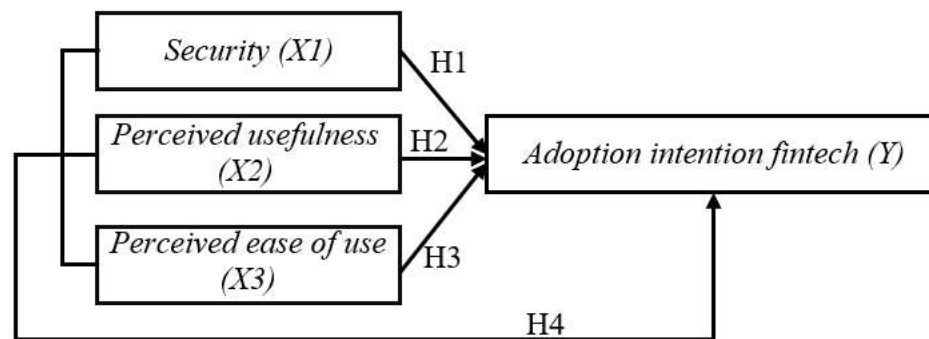 Security (X1)
H1
Perceived usefulness
(X2)
H2
Adoption intention fintech (Y)
Perceived ease of use
(X3)
H3
H4